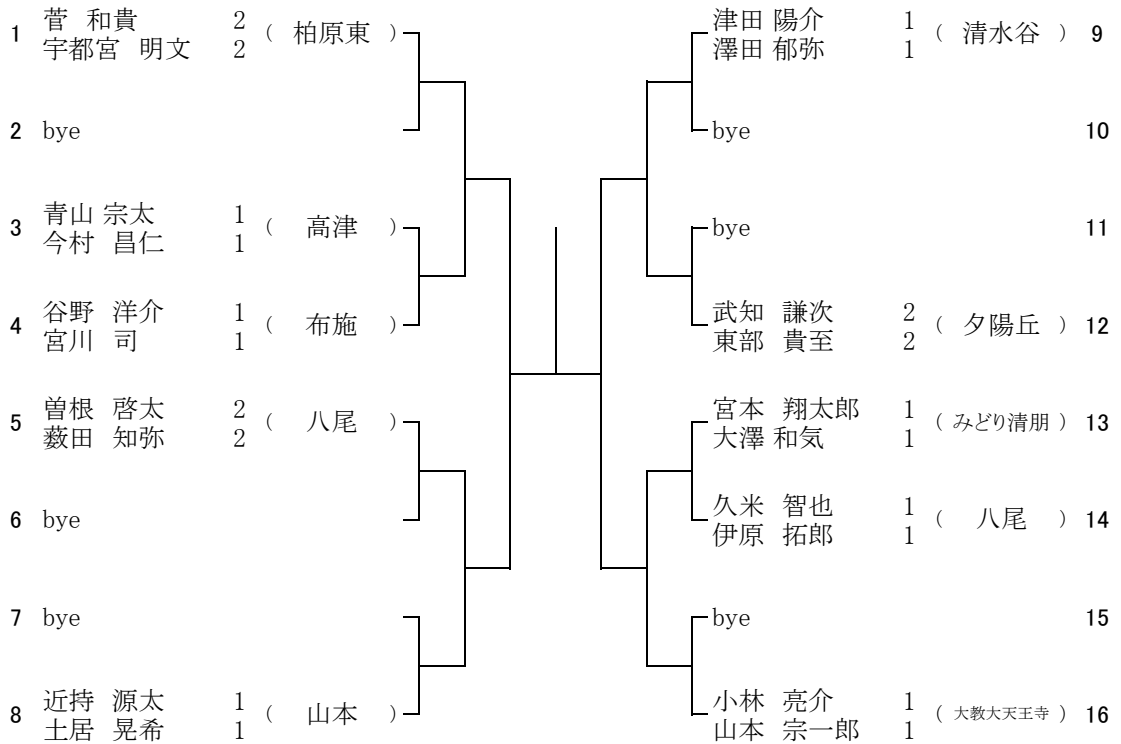 1 菅 和貴 2 ( 柏原東 )
宇都宮 明文 2
2 bye
3 青山 宗太 1 ( 高津 )
今村 昌仁 1
4 谷野 洋介 1 ( 布施 )
宮川 司 1
5 曽根 啓太 2 ( 八尾 )
薮田 知弥 2
6 bye
7 bye
8 近持 源太 1 ( 山本 )
土居 晃希 1
津田 陽介 1 ( 清水谷 ) 9
澤田 郁弥 1
bye 10
bye 11
武知 謙次 2 ( 夕陽丘 ) 12
東部 貴至 2
宮本 翔太郎 1 ( みどり清朋 ) 13
大澤 和気 1
久米 智也 1 ( 八尾 ) 14
伊原 拓郎 1
bye 15
小林 亮介 1 ( 大教大天王寺 ) 16
山本 宗一郎 1